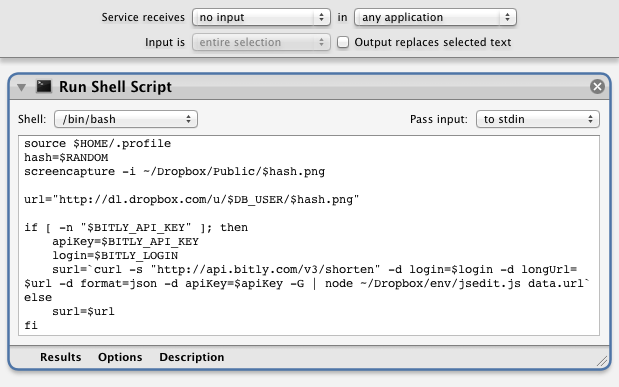 Service receives no input in any application
Input is entire selection Output replaces selected text
Run Shell Script
Shell: /bin/bash Pass input: to stdin
source $HOME/.profile
hash=$RANDOM
screencapture -i ~/Dropbox/Public/$hash.png
url="http://dl.dropbox.com/u/$DB_USER/$hash.png"
if [ -n "$BITLY_API_KEY" ]; then
    apiKey=$BITLY_API_KEY
    login=$BITLY_LOGIN
    surl=`curl -s "http://api.bitly.com/v3/shorten" -d login=$login -d longUrl=
$url -d format=json -d apiKey=$apiKey -G | node ~/Dropbox/env/jsedit.js data.url`
else
    surl=$url
fi
Results Options Description